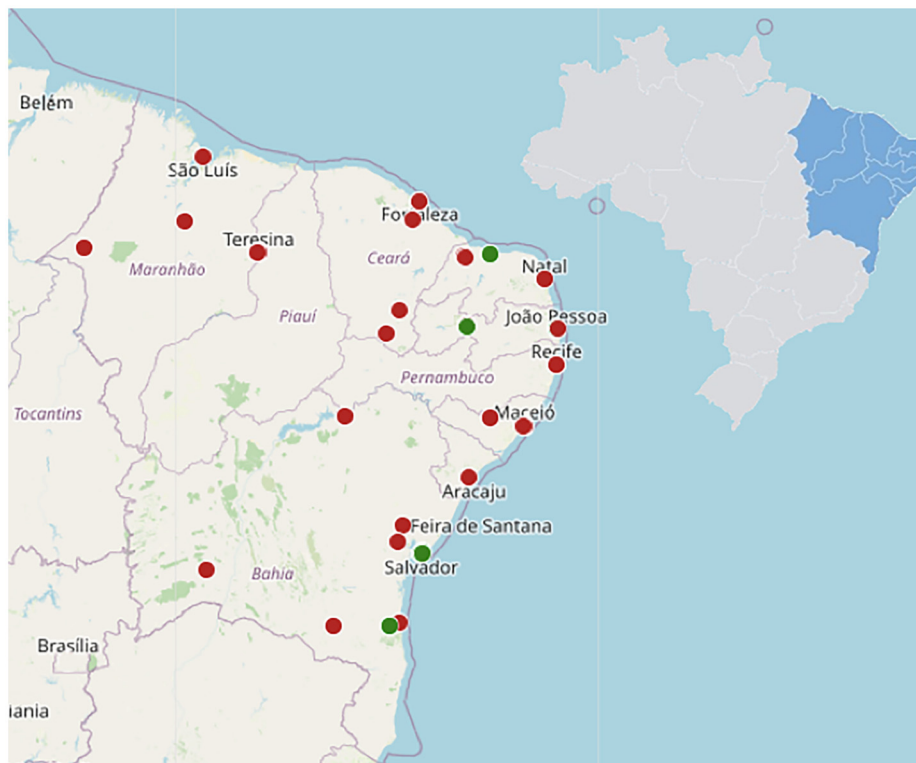 Belém
São Luís
Fortaleza
Teresina
Ceará
Maranhão
Natal
Piauí
João Pessoa
Recife
Pernambuco
Tocantins
Maceió
Aracaju
Feira de Santana
Salvador
Bahia
Brasília
iania